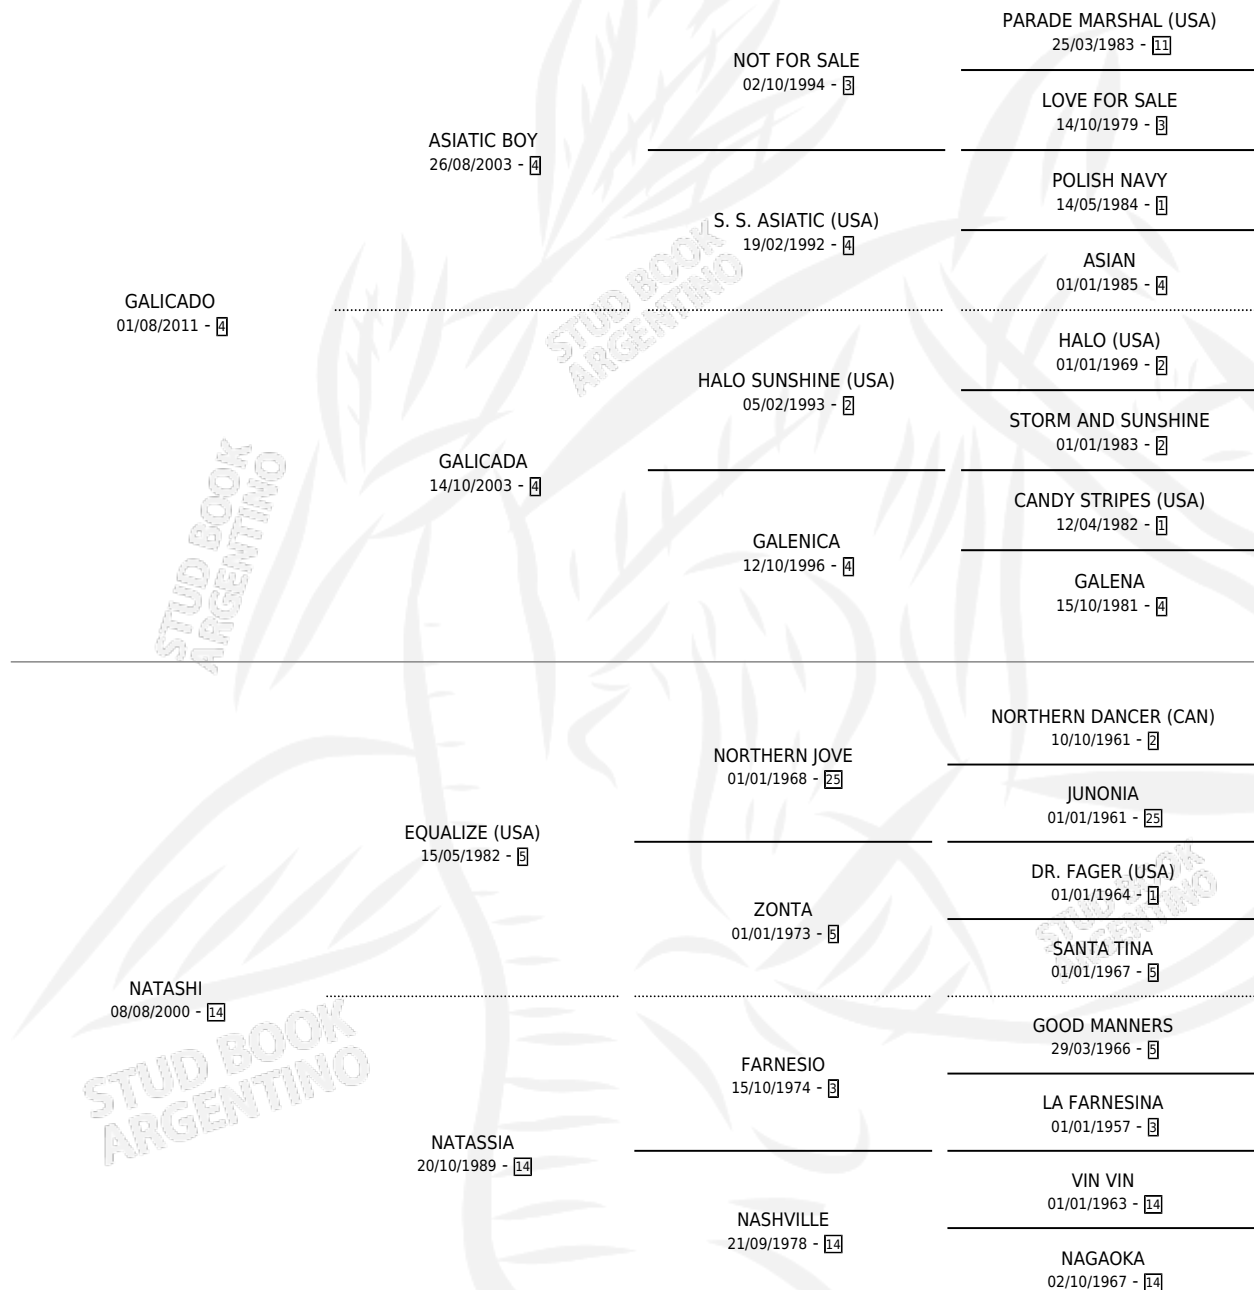 PARADE MARSHAL (USA)
25/03/1983 - 11
NOT FOR SALE
02/10/1994 - 3
LOVE FOR SALE
14/10/1979 - 3
ASIATIC BOY
26/08/2003 - 4
POLISH NAVY
14/05/1984 - 1
S. S. ASIATIC (USA)
19/02/1992 - 4
ASIAN
01/01/1985 - 4
GALICADO
01/08/2011 - 4
HALO (USA)
01/01/1969 - 2
HALO SUNSHINE (USA)
05/02/1993 - 2
STORM AND SUNSHINE
01/01/1983 - 2
GALICADA
14/10/2003 - 4
CANDY STRIPES (USA)
12/04/1982 - 1
GALENICA
12/10/1996 - 4
GALENA
15/10/1981 - 4
NORTHERN DANCER (CAN)
10/10/1961 - 2
NORTHERN JOVE
01/01/1968 - 25
JUNONIA
01/01/1961 - 25
EQUALIZE (USA)
15/05/1982 - 5
DR. FAGER (USA)
01/01/1964 - 1
ZONTA
01/01/1973 - 5
SANTA TINA
01/01/1967 - 5
NATASHI
08/08/2000 - 14
GOOD MANNERS
29/03/1966 - 5
FARNESIO
15/10/1974 - 3
LA FARNESINA
01/01/1957 - 3
NATASSIA
20/10/1989 - 14
VIN VIN
01/01/1963 - 14
NASHVILLE
21/09/1978 - 14
NAGAOKA
02/10/1967 - 14
STUD BOOK
ARGENTINO
STUD BOOK
ARGENTINO
STUD BOOK
ARGENTINO
STUD BOOK
ARGENTINO